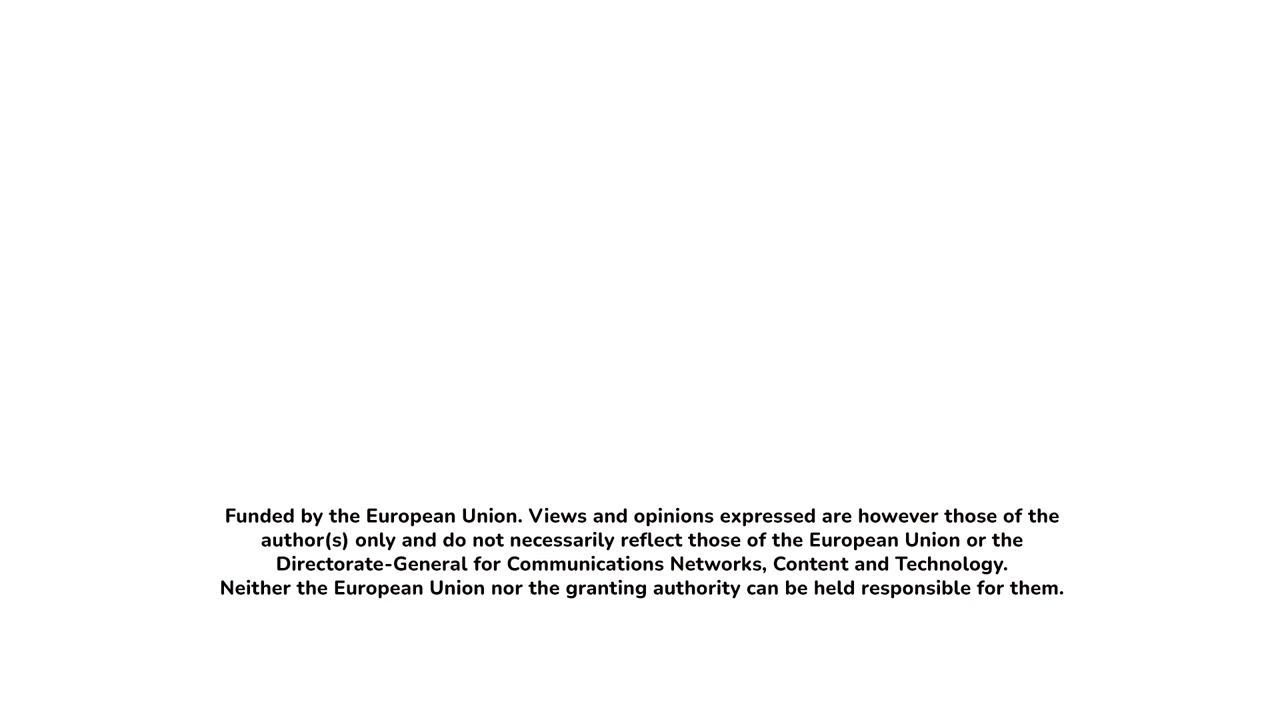 Funded by the European Union. Views and opinions expressed are however those of the
author(s) only and do not necessarily reflect those of the European Union or the
Directorate-General for Communications Networks, Content and Technology.
Neither the European Union nor the granting authority can be held responsible for them.